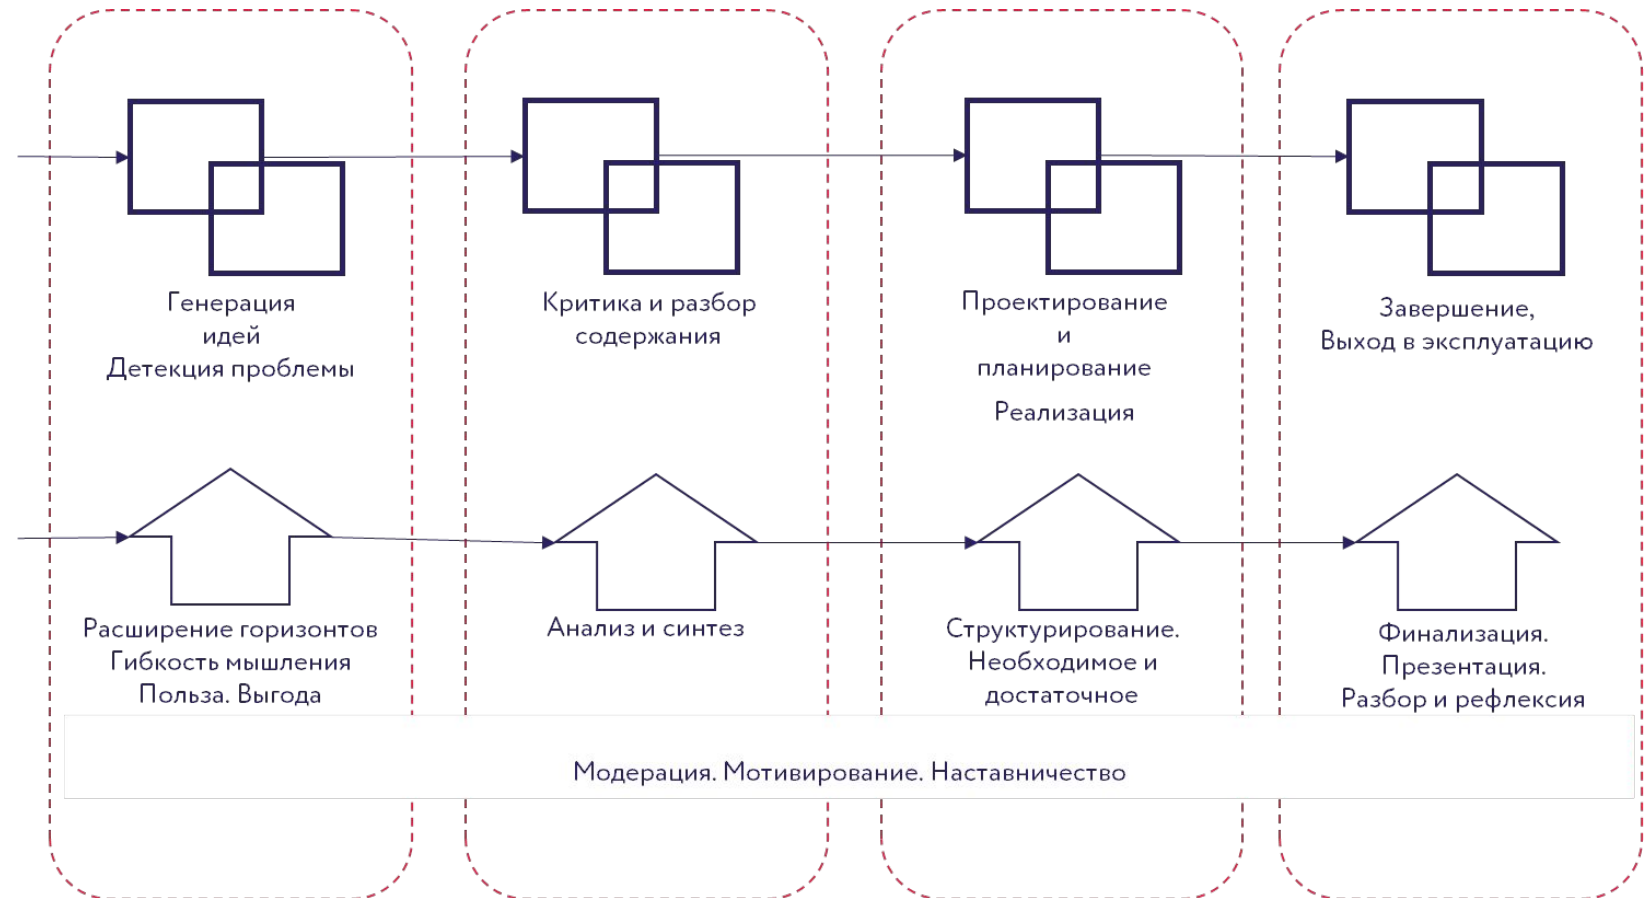 Генерация
идей
Детекция проблемы
Критика и разбор
содержания
Проектирование
и
планирование
Реализация
Завершение,
Выход в эксплуатацию
Расширение горизонтов
Гибкость мышления
Польза. Выгода
Анализ и синтез
Структурирование.
Необходимое и
достаточное
Финализация.
Презентация.
Разбор и рефлексия
Модерация. Мотивирование. Наставничество